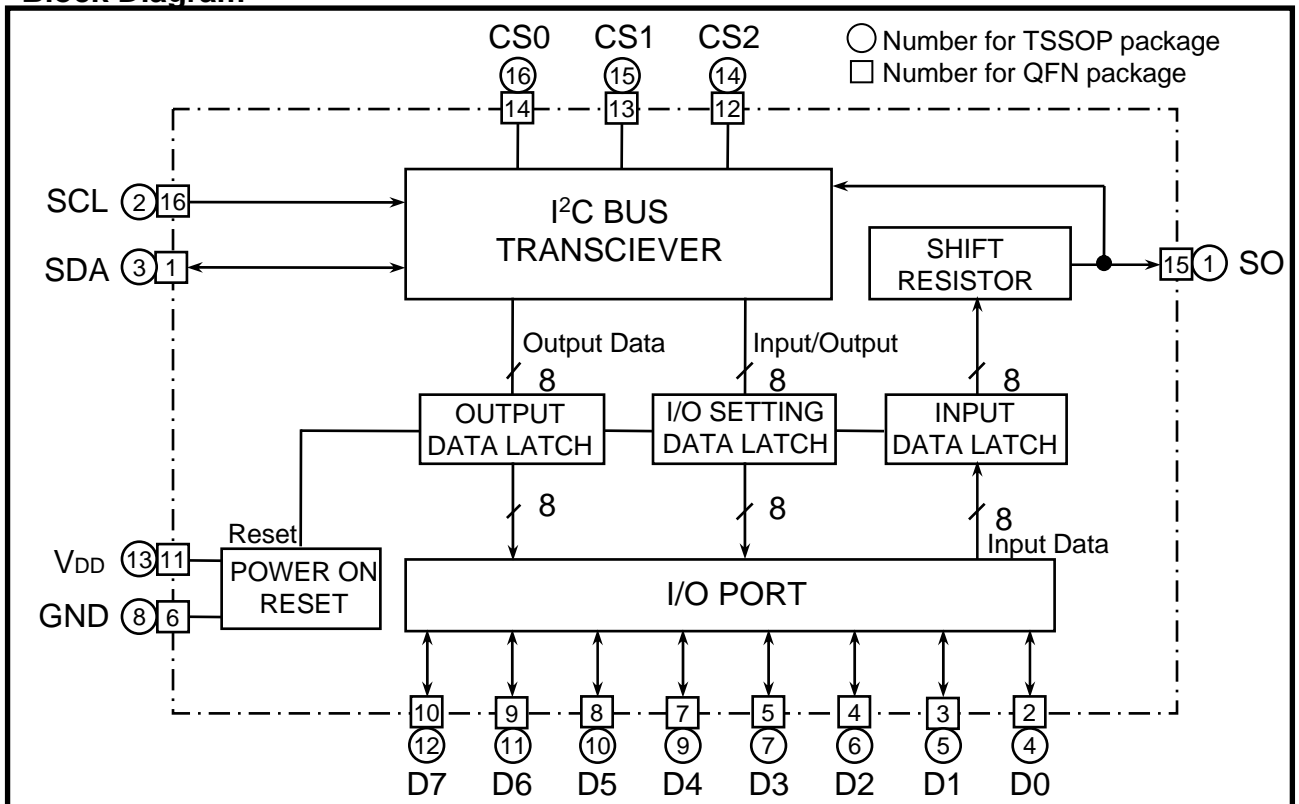 Block Diagram
CS0 CS1 CS2
○ Number for TSSOP package
□ Number for QFN package
16 15 14
14 13 12
SCL 2 16
SDA 3 1
I²C BUS
TRANSCIEVER
SHIFT
RESISTOR
15 1 SO
Output Data
Input/Output
8 8 8
OUTPUT
DATA LATCH
I/O SETTING
DATA LATCH
INPUT
DATA LATCH
8 8 8
Reset
Input Data
VDD 13 11
GND 8 6
POWER ON
RESET
I/O PORT
10 9 8 7 5 4 3 2
12 11 10 9 7 6 5 4
D7 D6 D5 D4 D3 D2 D1 D0